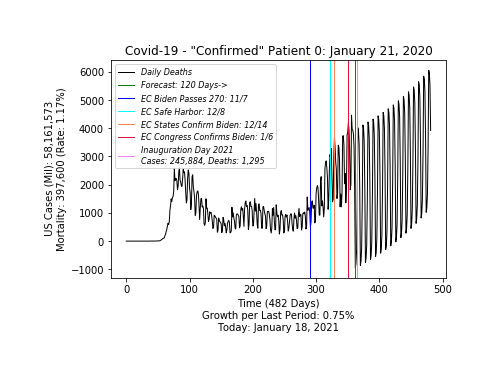 Covid-19 - "Confirmed" Patient 0: January 21, 2020
Daily Deaths
Forecast: 120 Days->
EC Biden Passes 270: 11/7
EC Safe Harbor: 12/8
EC States Confirm Biden: 12/14
EC Congress Confirms Biden: 1/6
Inauguration Day 2021
Cases: 245,884, Deaths: 1,295
US Cases (Mil): 58,161,573
Mortality: 397,600 (Rate: 1.17%)
6000
5000
4000
3000
2000
1000
0
−1000
0 100 200 300 400 500
Time (482 Days)
Growth per Last Period: 0.75%
Today: January 18, 2021